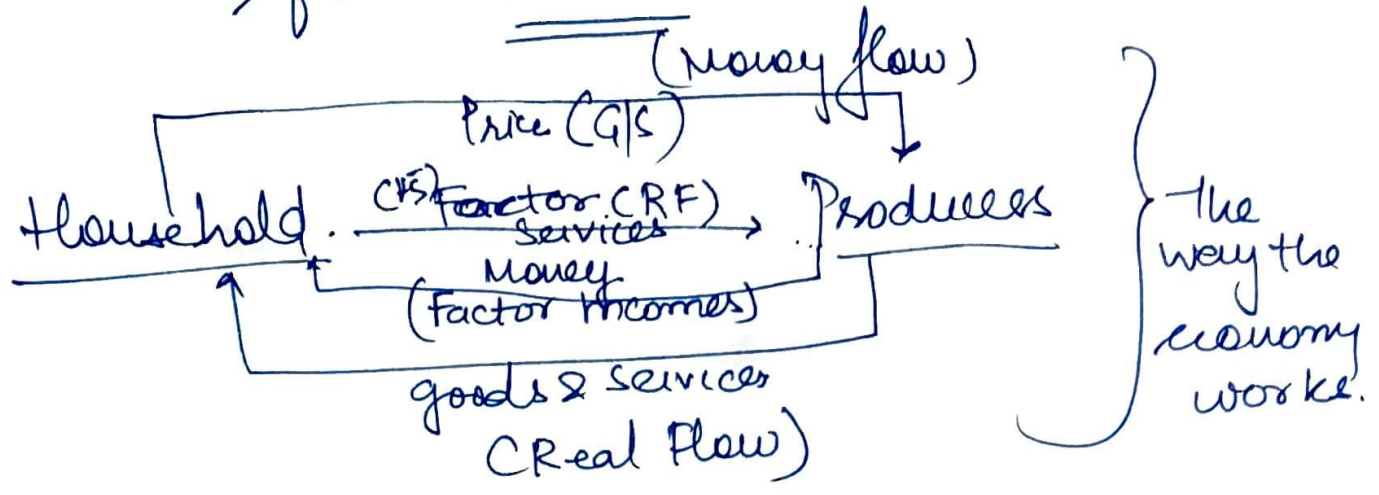 (Money flow)
Price (G/S)
Household. Factor (RF) Producers
Services
Money
(Factor Incomes)
goods & Services
(Real Flow)
The
way the
economy
works.